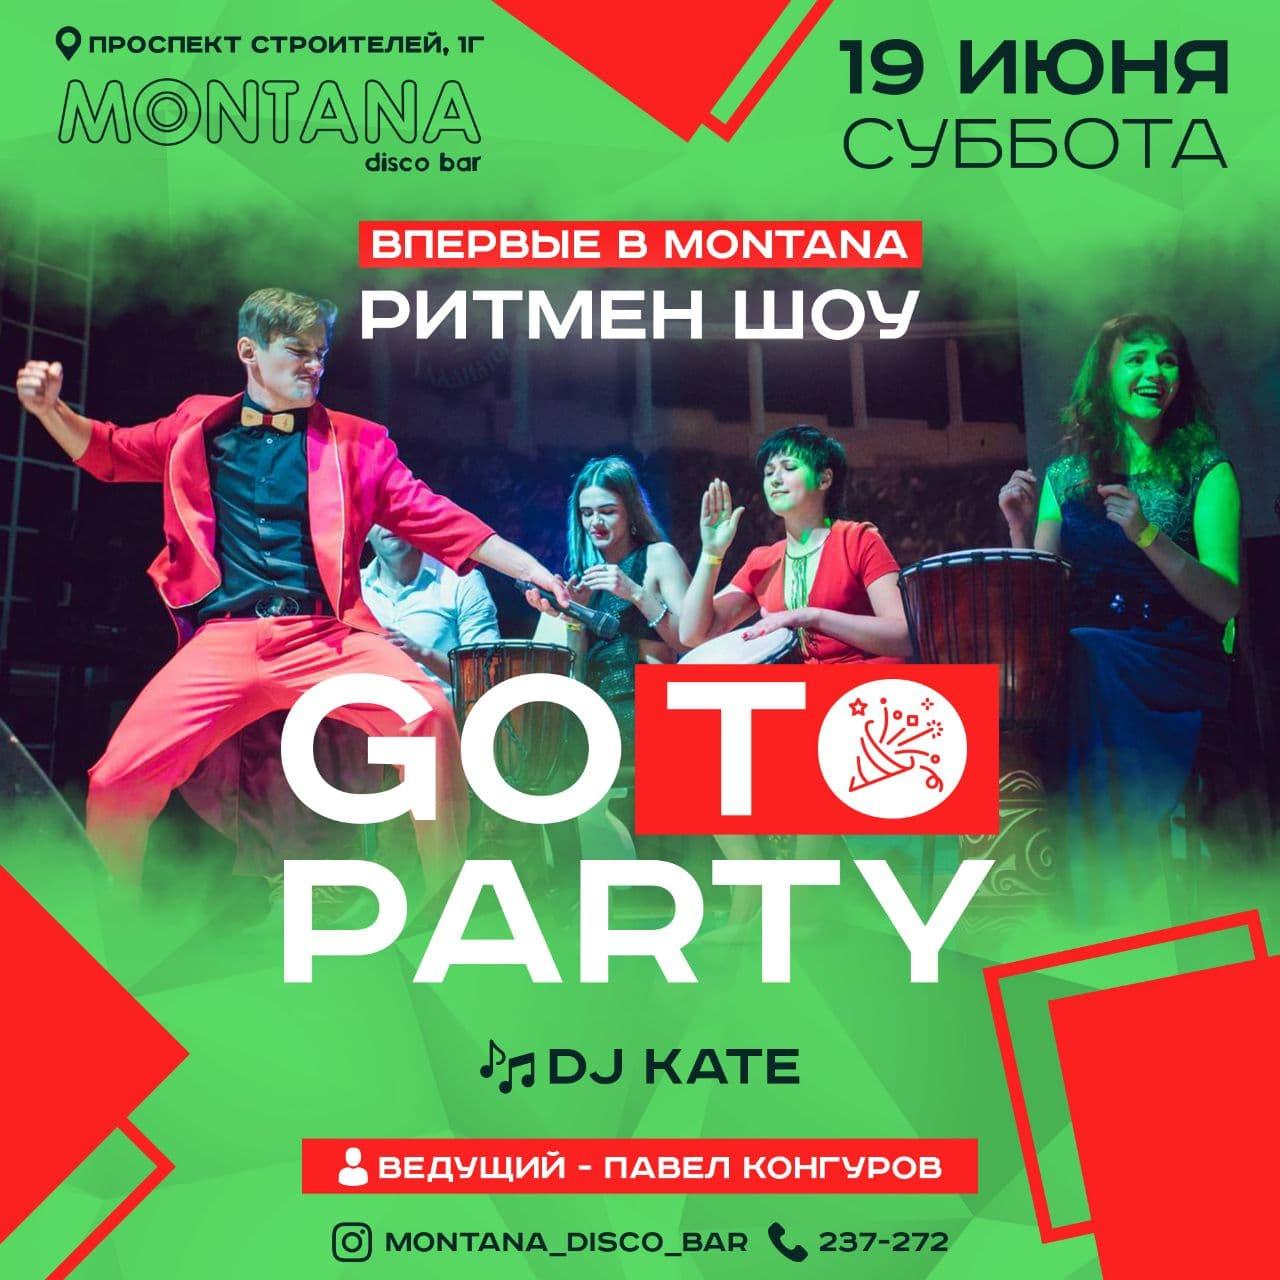 ПРОСПЕКТ СТРОИТЕЛЕЙ, 1Г
MONTANA
disco bar
19 ИЮНЯ
СУББОТА
ВПЕРВЫЕ В MONTANA
РИТМЕН ШОУ
GO TO
PARTY
DJ KATE
ВЕДУЩИЙ - ПАВЕЛ КОНГУРОВ
MONTANA_DISCO_BAR 237-272